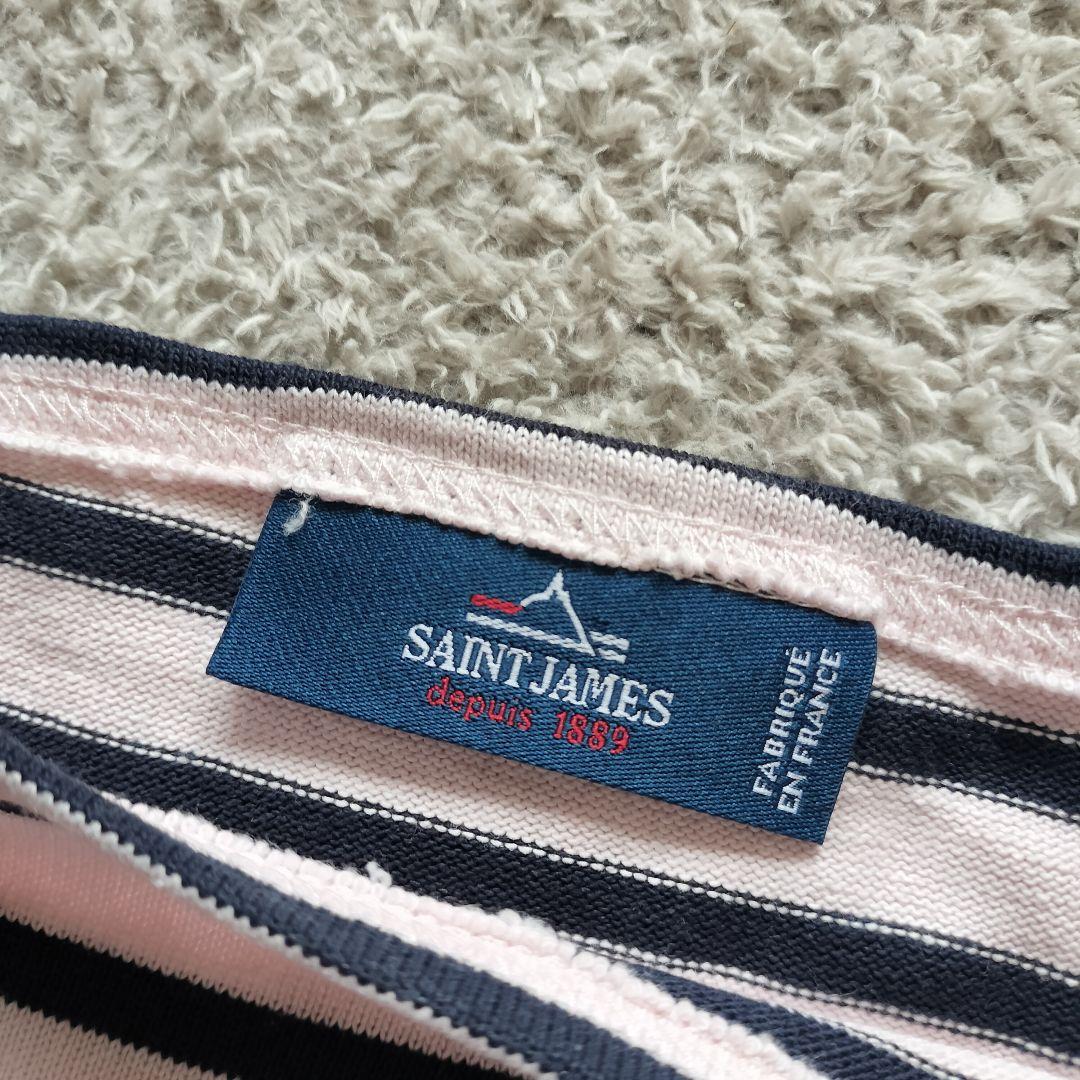 SAINT JAMES
depuis 1889
FABRIQUÉ
EN FRANCE